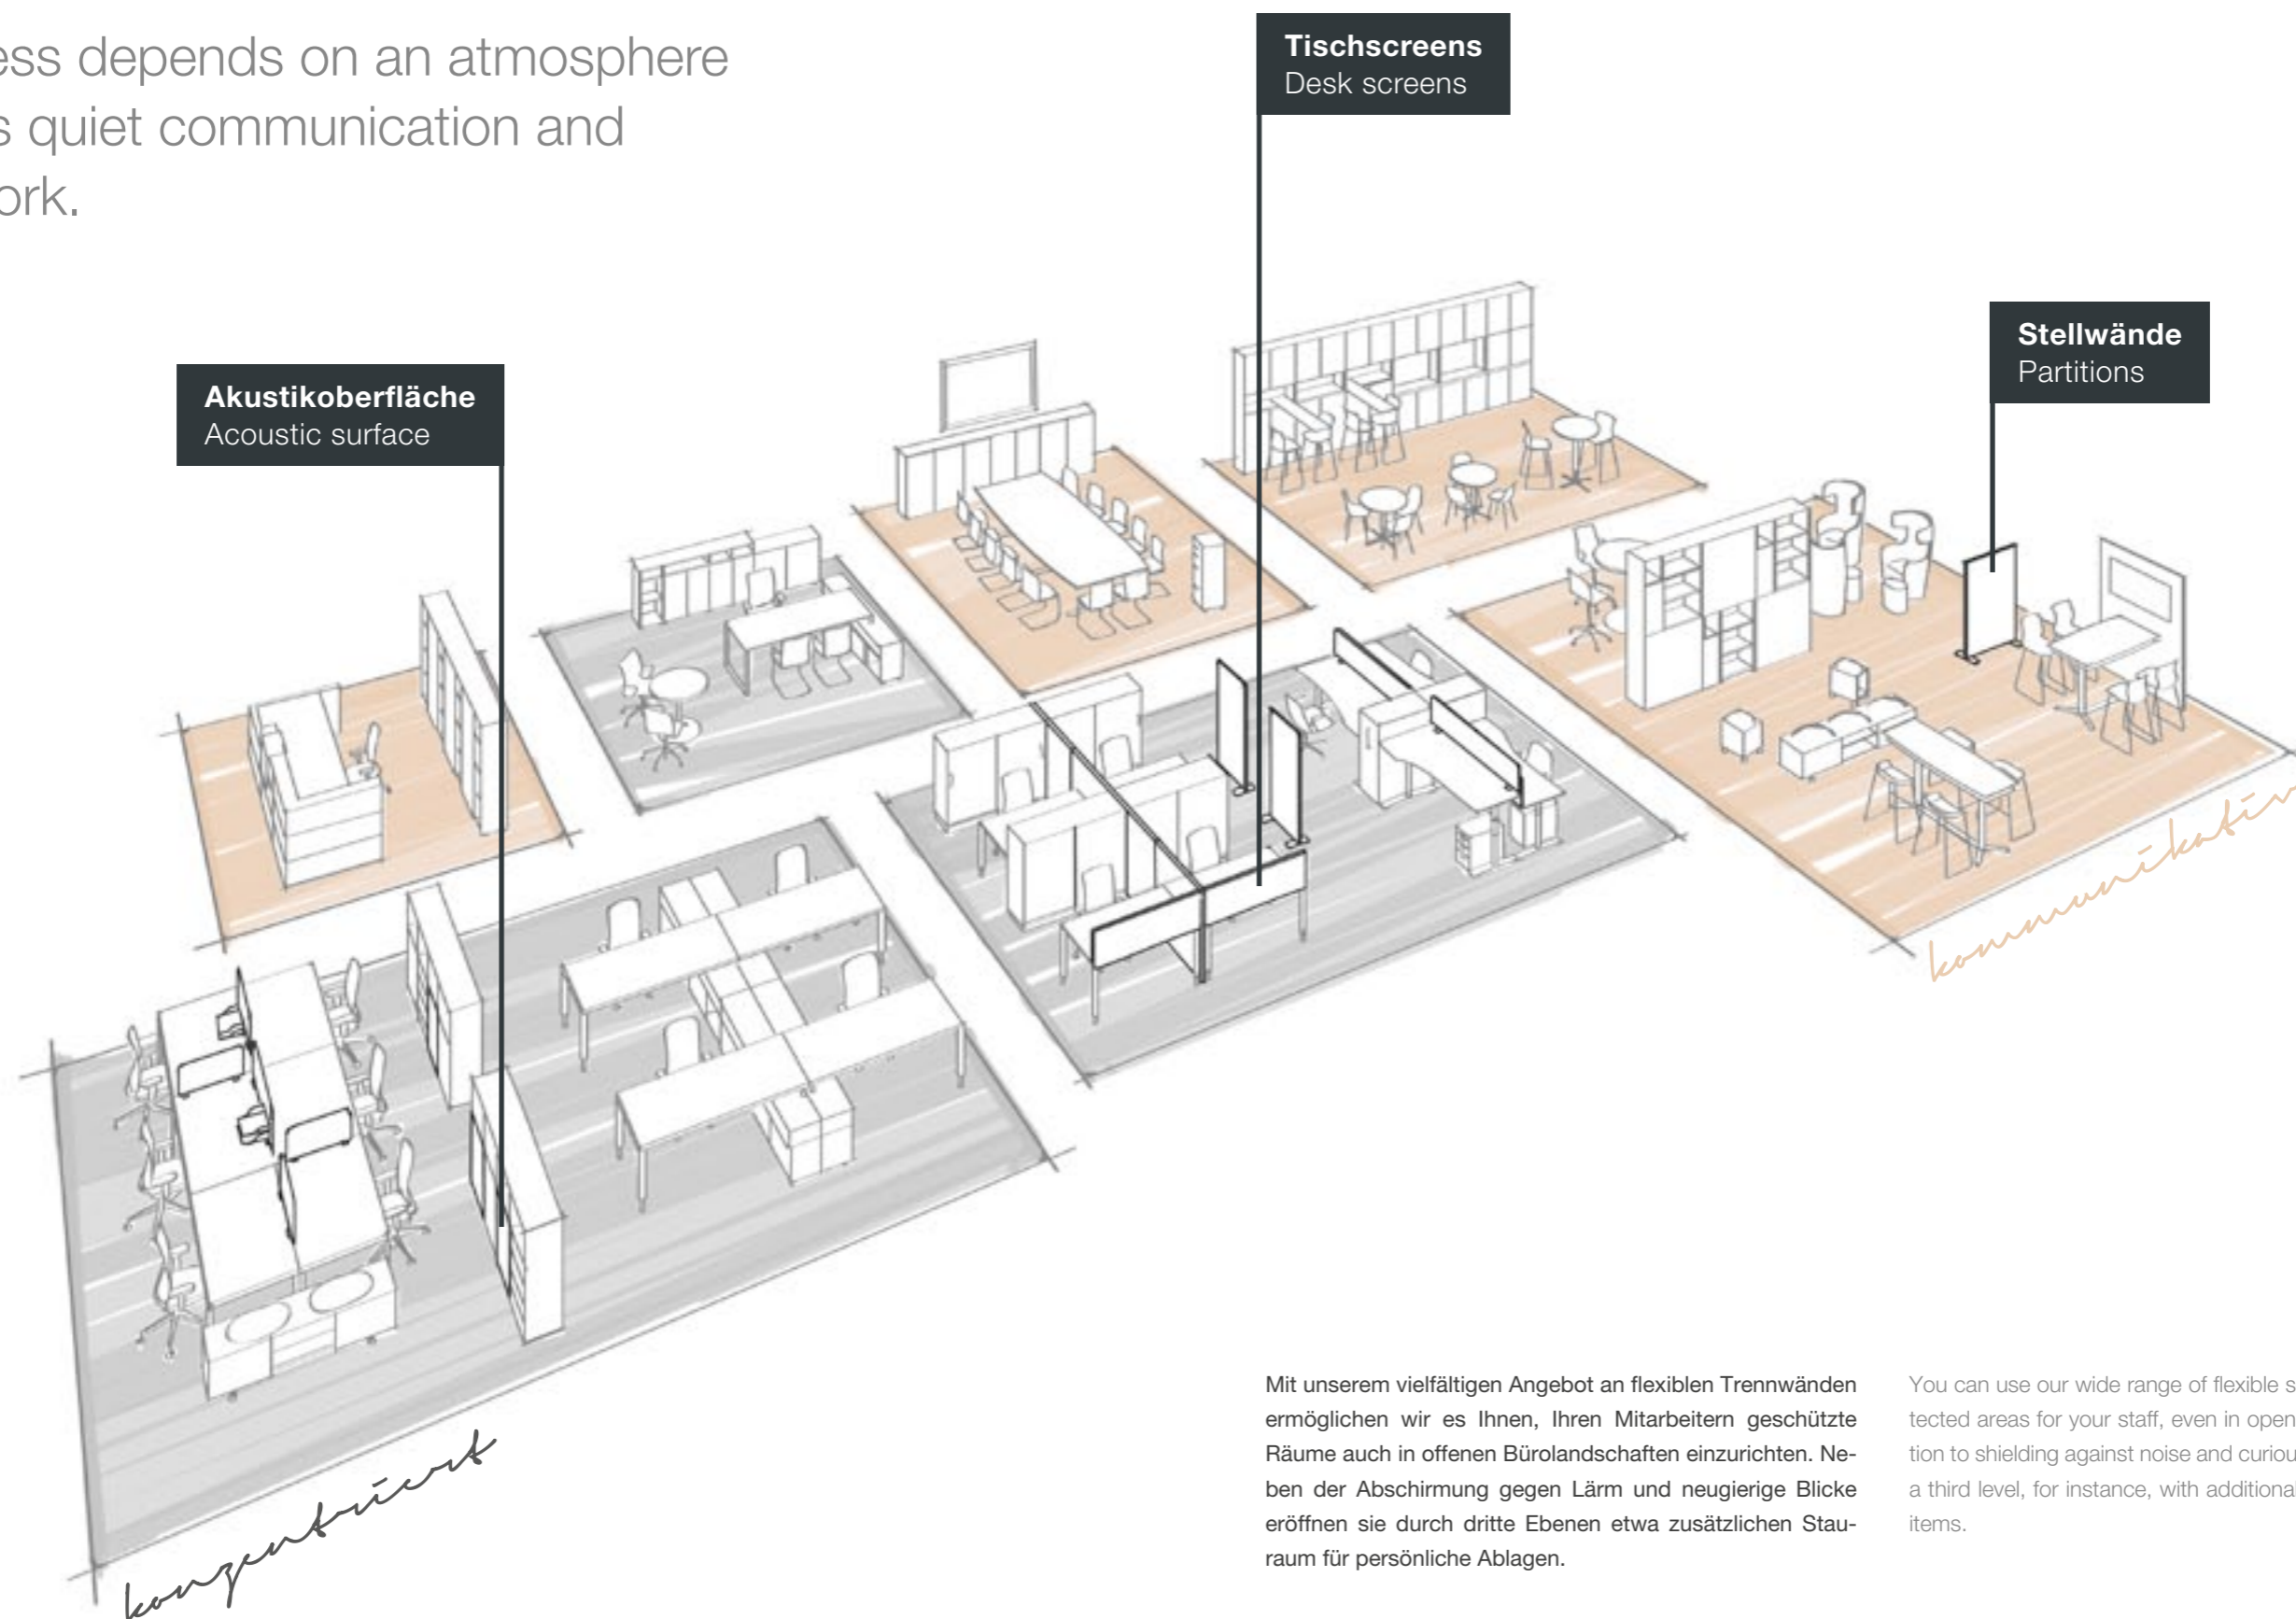 ess depends on an atmosphere
s quiet communication and
ork.
Tischscreens
Desk screens
Stellwände
Partitions
Akustikoberfläche
Acoustic surface
kommunikativ
konzentriert
Mit unserem vielfältigen Angebot an flexiblen Trennwänden
ermöglichen wir es Ihnen, Ihren Mitarbeitern geschützte
Räume auch in offenen Bürolandschaften einzurichten. Ne-
ben der Abschirmung gegen Lärm und neugierige Blicke
eröffnen sie durch dritte Ebenen etwa zusätzlichen Stau-
raum für persönliche Ablagen.
You can use our wide range of flexible s
tected areas for your staff, even in open
tion to shielding against noise and curiou
a third level, for instance, with additional
items.